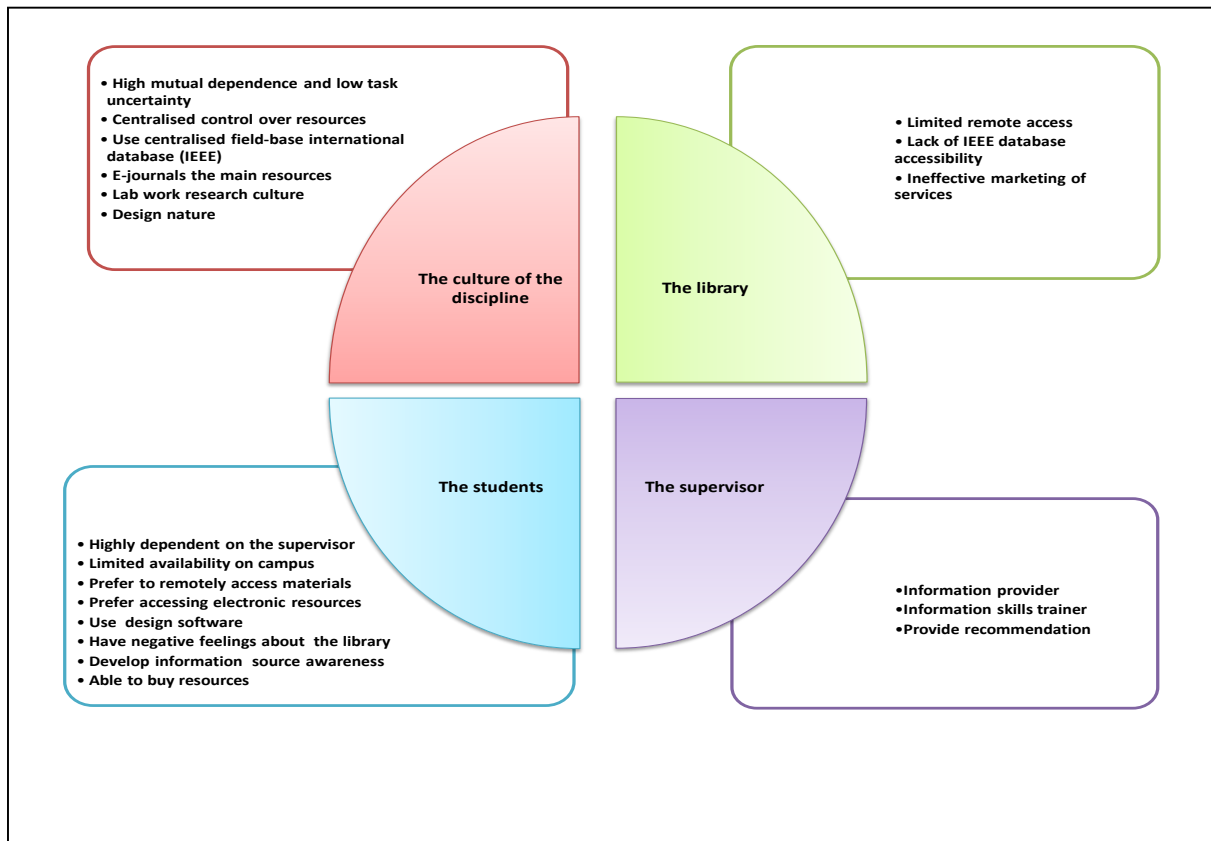 • High mutual dependence and low task
uncertainty
• Centralised control over resources
• Use centralised field-base international
database (IEEE)
• E-journals the main resources
• Lab work research culture
• Design nature
The culture of the
discipline
• Limited remote access
• Lack of IEEE database
accessibility
• Ineffective marketing of
services
The library
• Highly dependent on the supervisor
• Limited availability on campus
• Prefer to remotely access materials
• Prefer accessing electronic resources
• Use design software
• Have negative feelings about the library
• Develop information source awareness
• Able to buy resources
The students
The supervisor
•Information provider
•Information skills trainer
•Provide recommendation